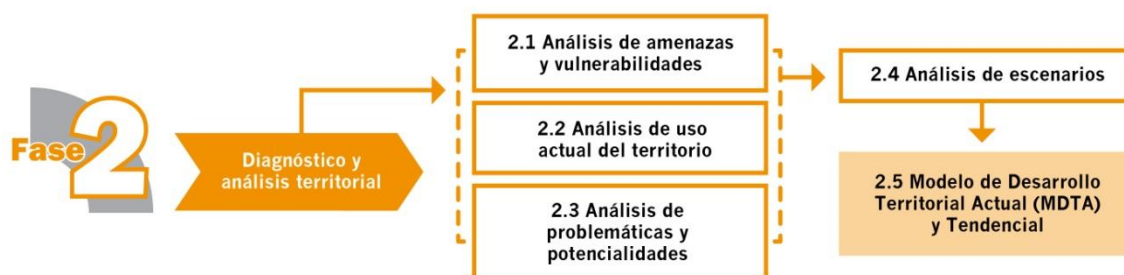 Fase 2
Diagnóstico y
análisis territorial
2.1 Análisis de amenazas
y vulnerabilidades
2.2 Análisis de uso
actual del territorio
2.3 Análisis de
problemáticas y
potencialidades
2.4 Análisis de escenarios
2.5 Modelo de Desarrollo
Territorial Actual (MDTA)
y Tendencial